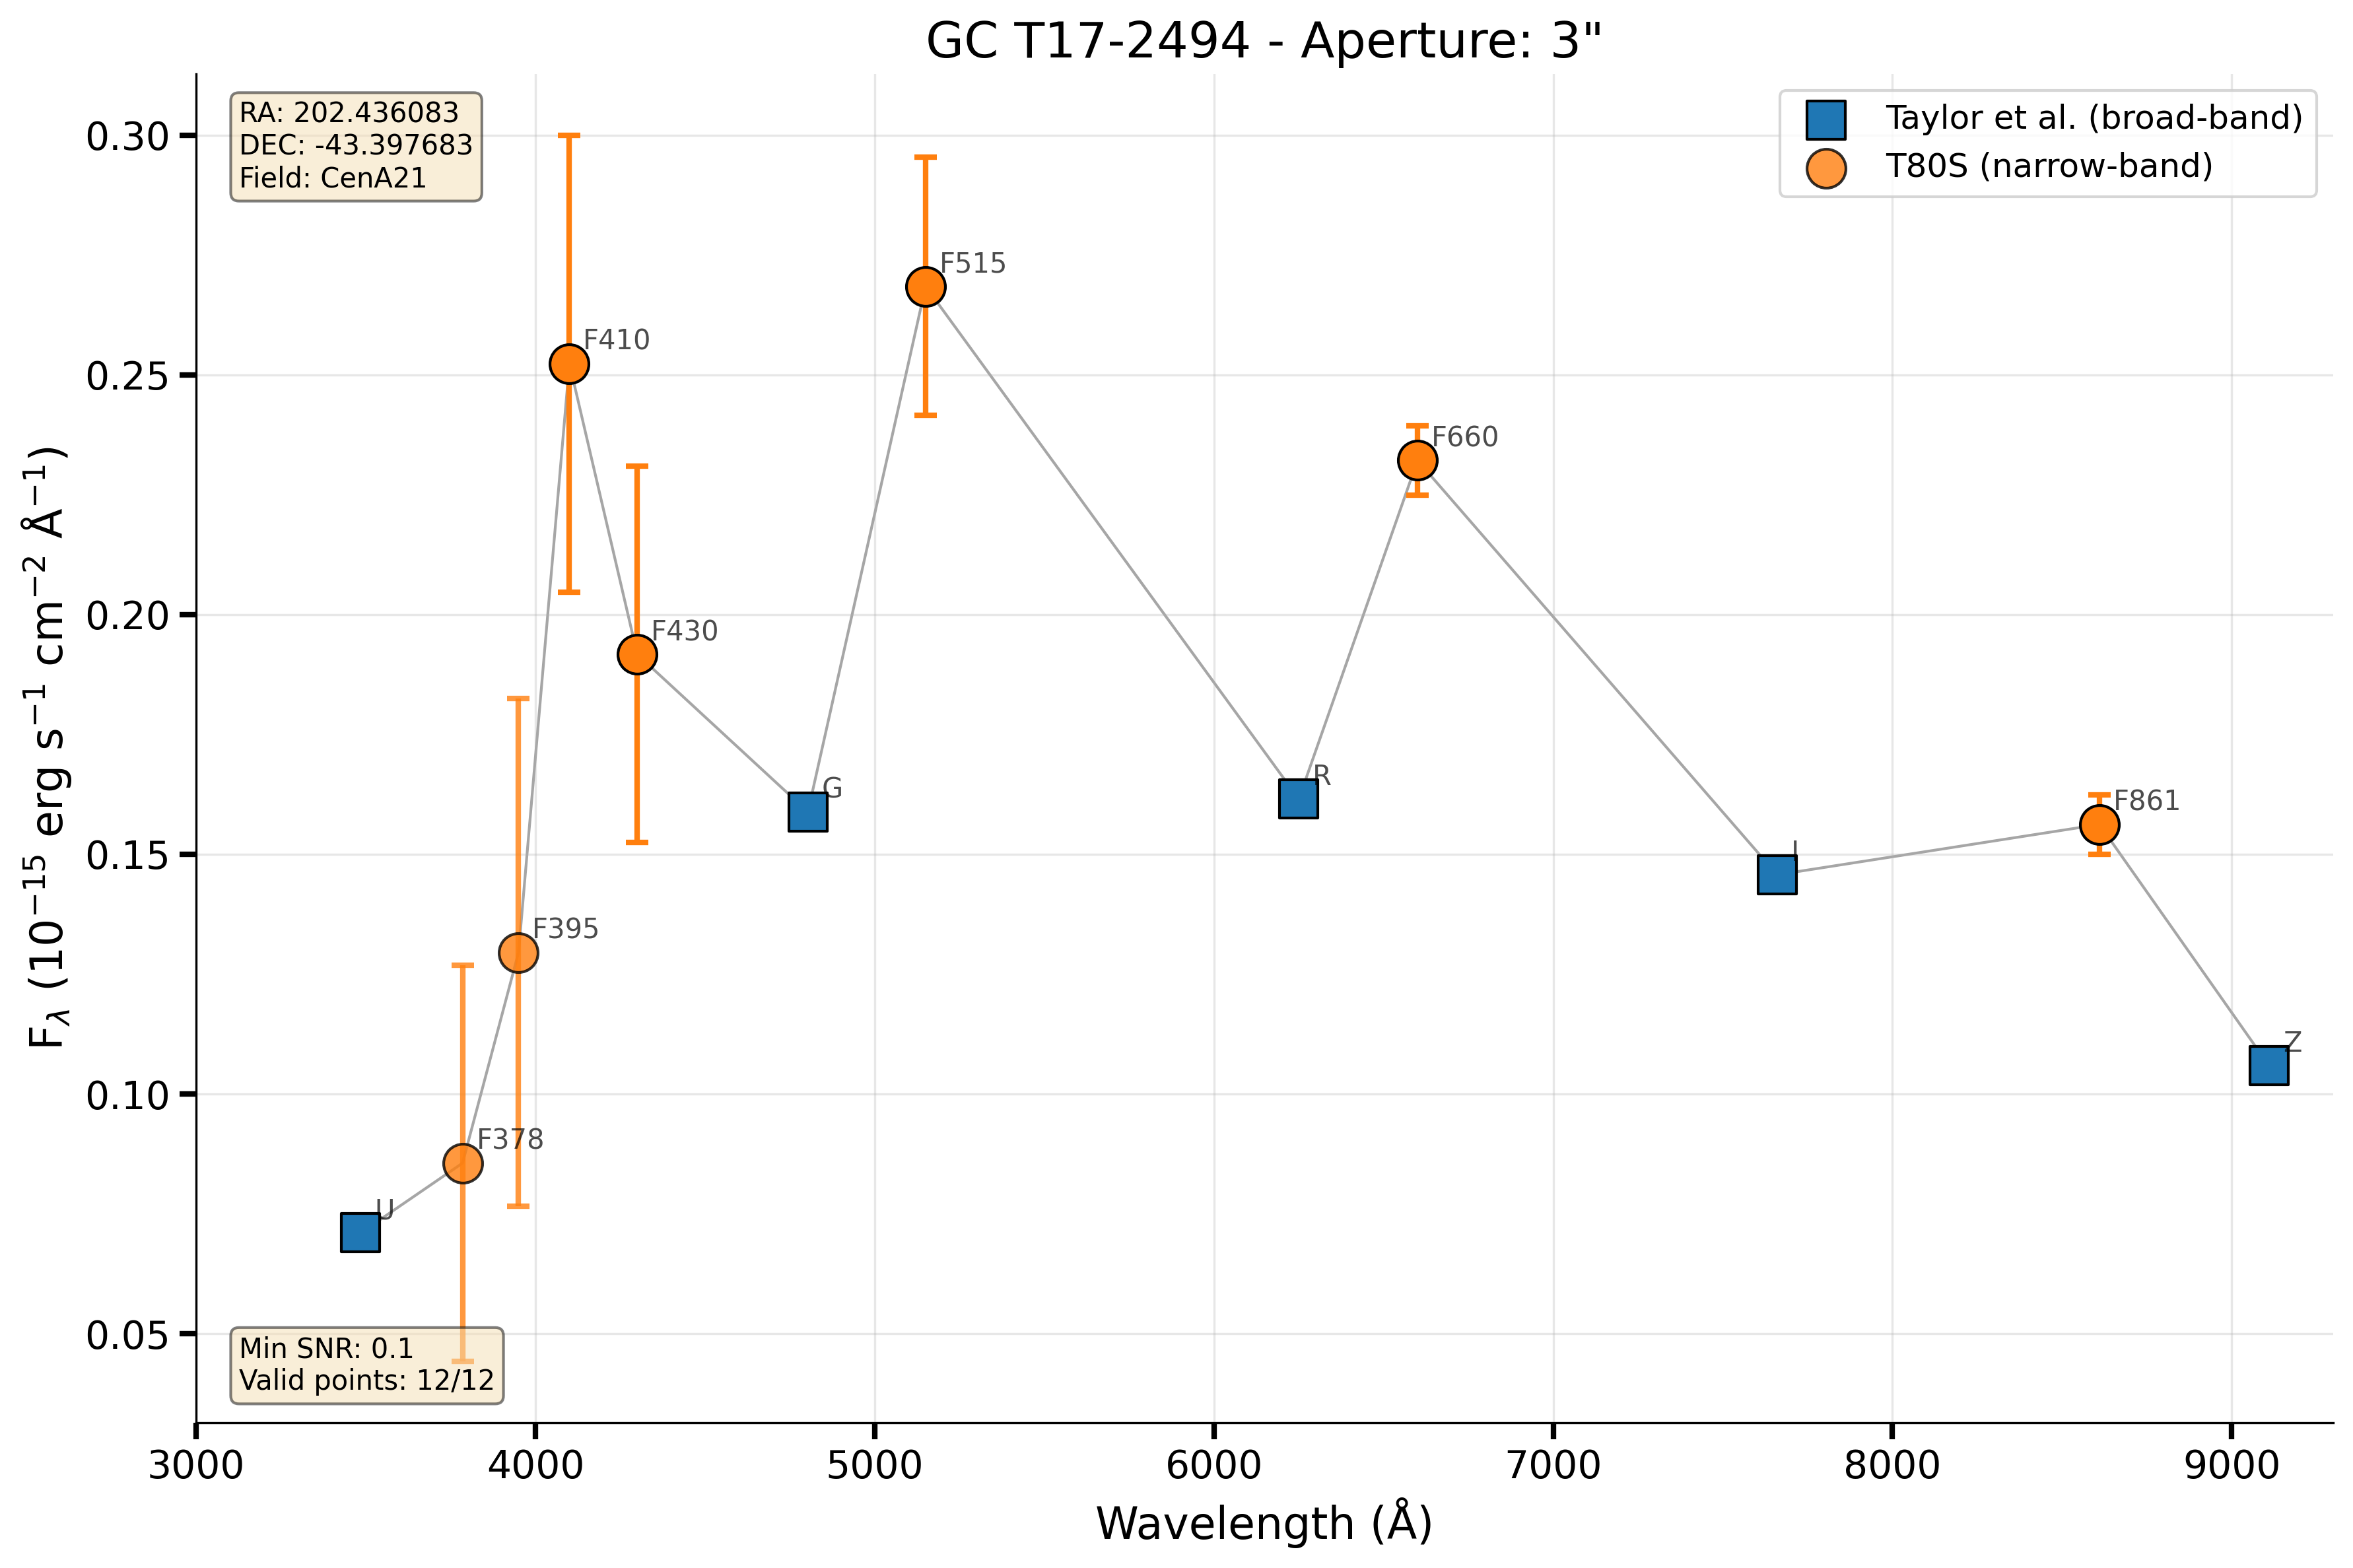 GC T17-2494 - Aperture: 3"
RA: 202.436083
DEC: -43.397683
Field: CenA21
Taylor et al. (broad-band)
T80S (narrow-band)
0.30
0.25
0.20
0.15
0.10
0.05
F_λ (10⁻¹⁵ erg s⁻¹ cm⁻² Å⁻¹)
U
F378
F395
F410
F430
G
F515
R
F660
I
F861
Z
Min SNR: 0.1
Valid points: 12/12
3000 4000 5000 6000 7000 8000 9000
Wavelength (Å)